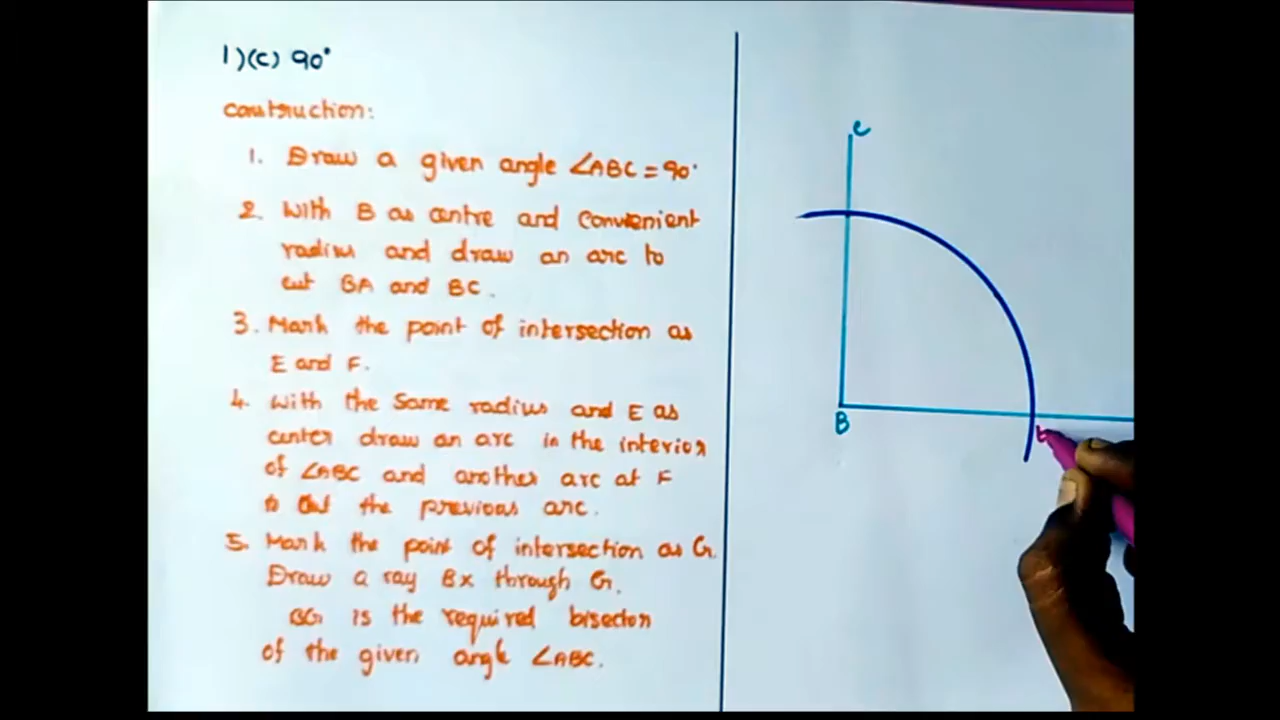 1)(c) 90°
Construction:
1. Draw a given angle ∠ABC = 90°
2. With B as centre and convenient
radius and draw an arc to
cut BA and BC.
3. Mark the point of intersection as
E and F.
4. With the same radius and E as
center draw an arc in the interior
of ∠ABC and another arc at F
to cut the previous arc.
5. Mark the point of intersection as G.
Draw a ray BX through G.
BG is the required bisector
of the given angle ∠ABC.
C
B